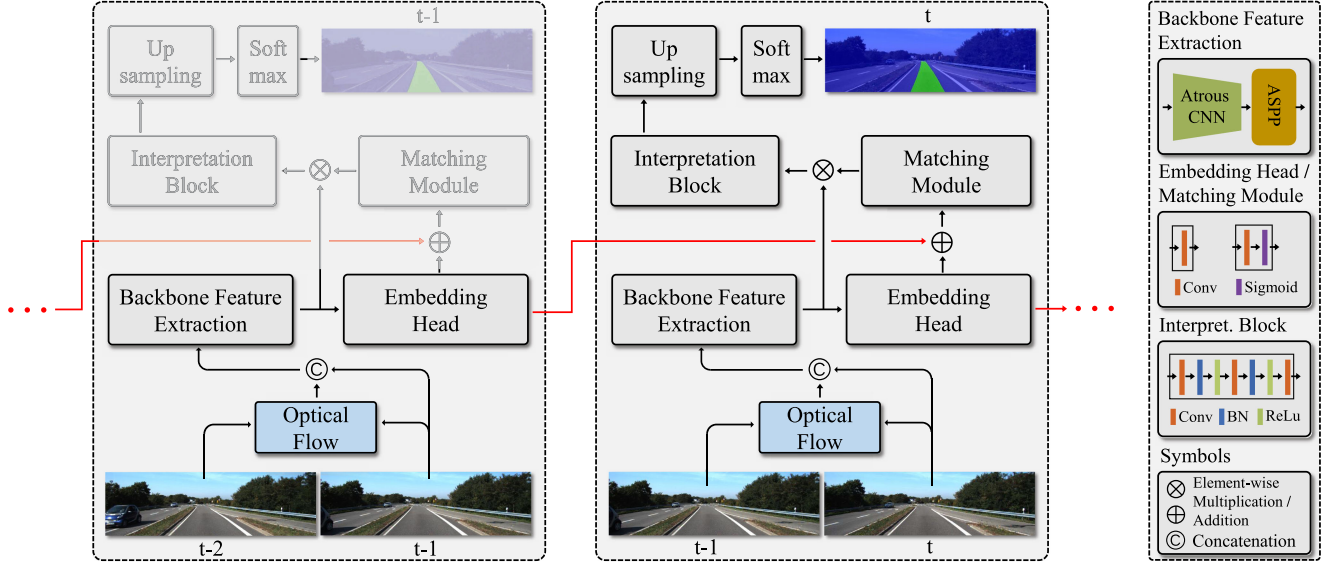 t-1
Up
sampling
Soft
max
Interpretation
Block
Matching
Module
Backbone Feature
Extraction
Embedding
Head
C
Optical
Flow
t-2
t-1
t
Up
sampling
Soft
max
Interpretation
Block
Matching
Module
Backbone Feature
Extraction
Embedding
Head
C
Optical
Flow
t-1
t
Backbone Feature
Extraction
Atrous
CNN
ASPP
Embedding Head /
Matching Module
Conv
Sigmoid
Interpret. Block
Conv
BN
ReLu
Symbols
Element-wise
Multiplication /
Addition
C
Concatenation